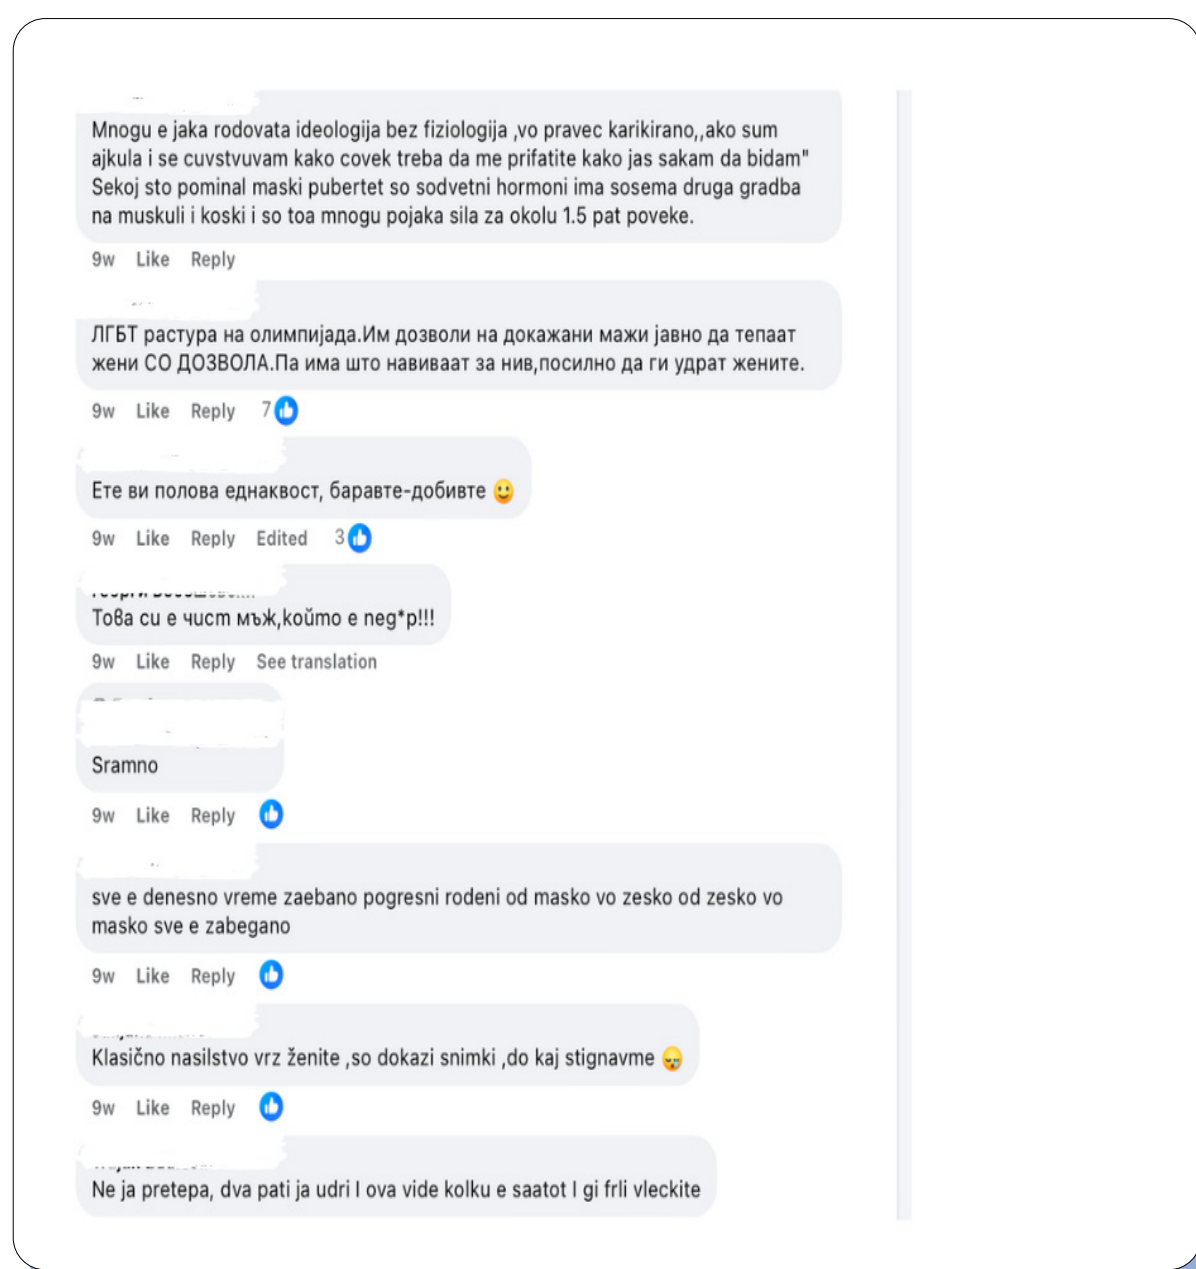 Mnogu e jaka rodovata ideologija bez fiziologija ,vo pravec karikirano,,ako sum
ajkula i se cuvstvuvam kako covek treba da me prifatite kako jas sakam da bidam"
Sekoj sto pominal maski pubertet so sodvetni hormoni ima sosema druga gradba
na muskuli i koski i so toa mnogu pojaka sila za okolu 1.5 pat poveke.
9w Like Reply
ЛГБТ растура на олимпијада.Им дозволи на докажани мажи јавно да тепаат
жени СО ДОЗВОЛА.Па има што навиваат за нив,посилно да ги удрат жените.
9w Like Reply 7
Ете ви полова еднаквост, баравте-добивте 🙂
9w Like Reply Edited 3
Това си е чист мъж,който е пед*р!!!
9w Like Reply See translation
Sramno
9w Like Reply
sve e denesno vreme zaebano pogresni rodeni od masko vo zesko od zesko vo
masko sve e zabegano
9w Like Reply
Klasično nasilstvo vrz ženite ,so dokazi snimki ,do kaj stignavme 😪
9w Like Reply
Ne ja pretepa, dva pati ja udri I ova vide kolku e saatot I gi frli vleckite